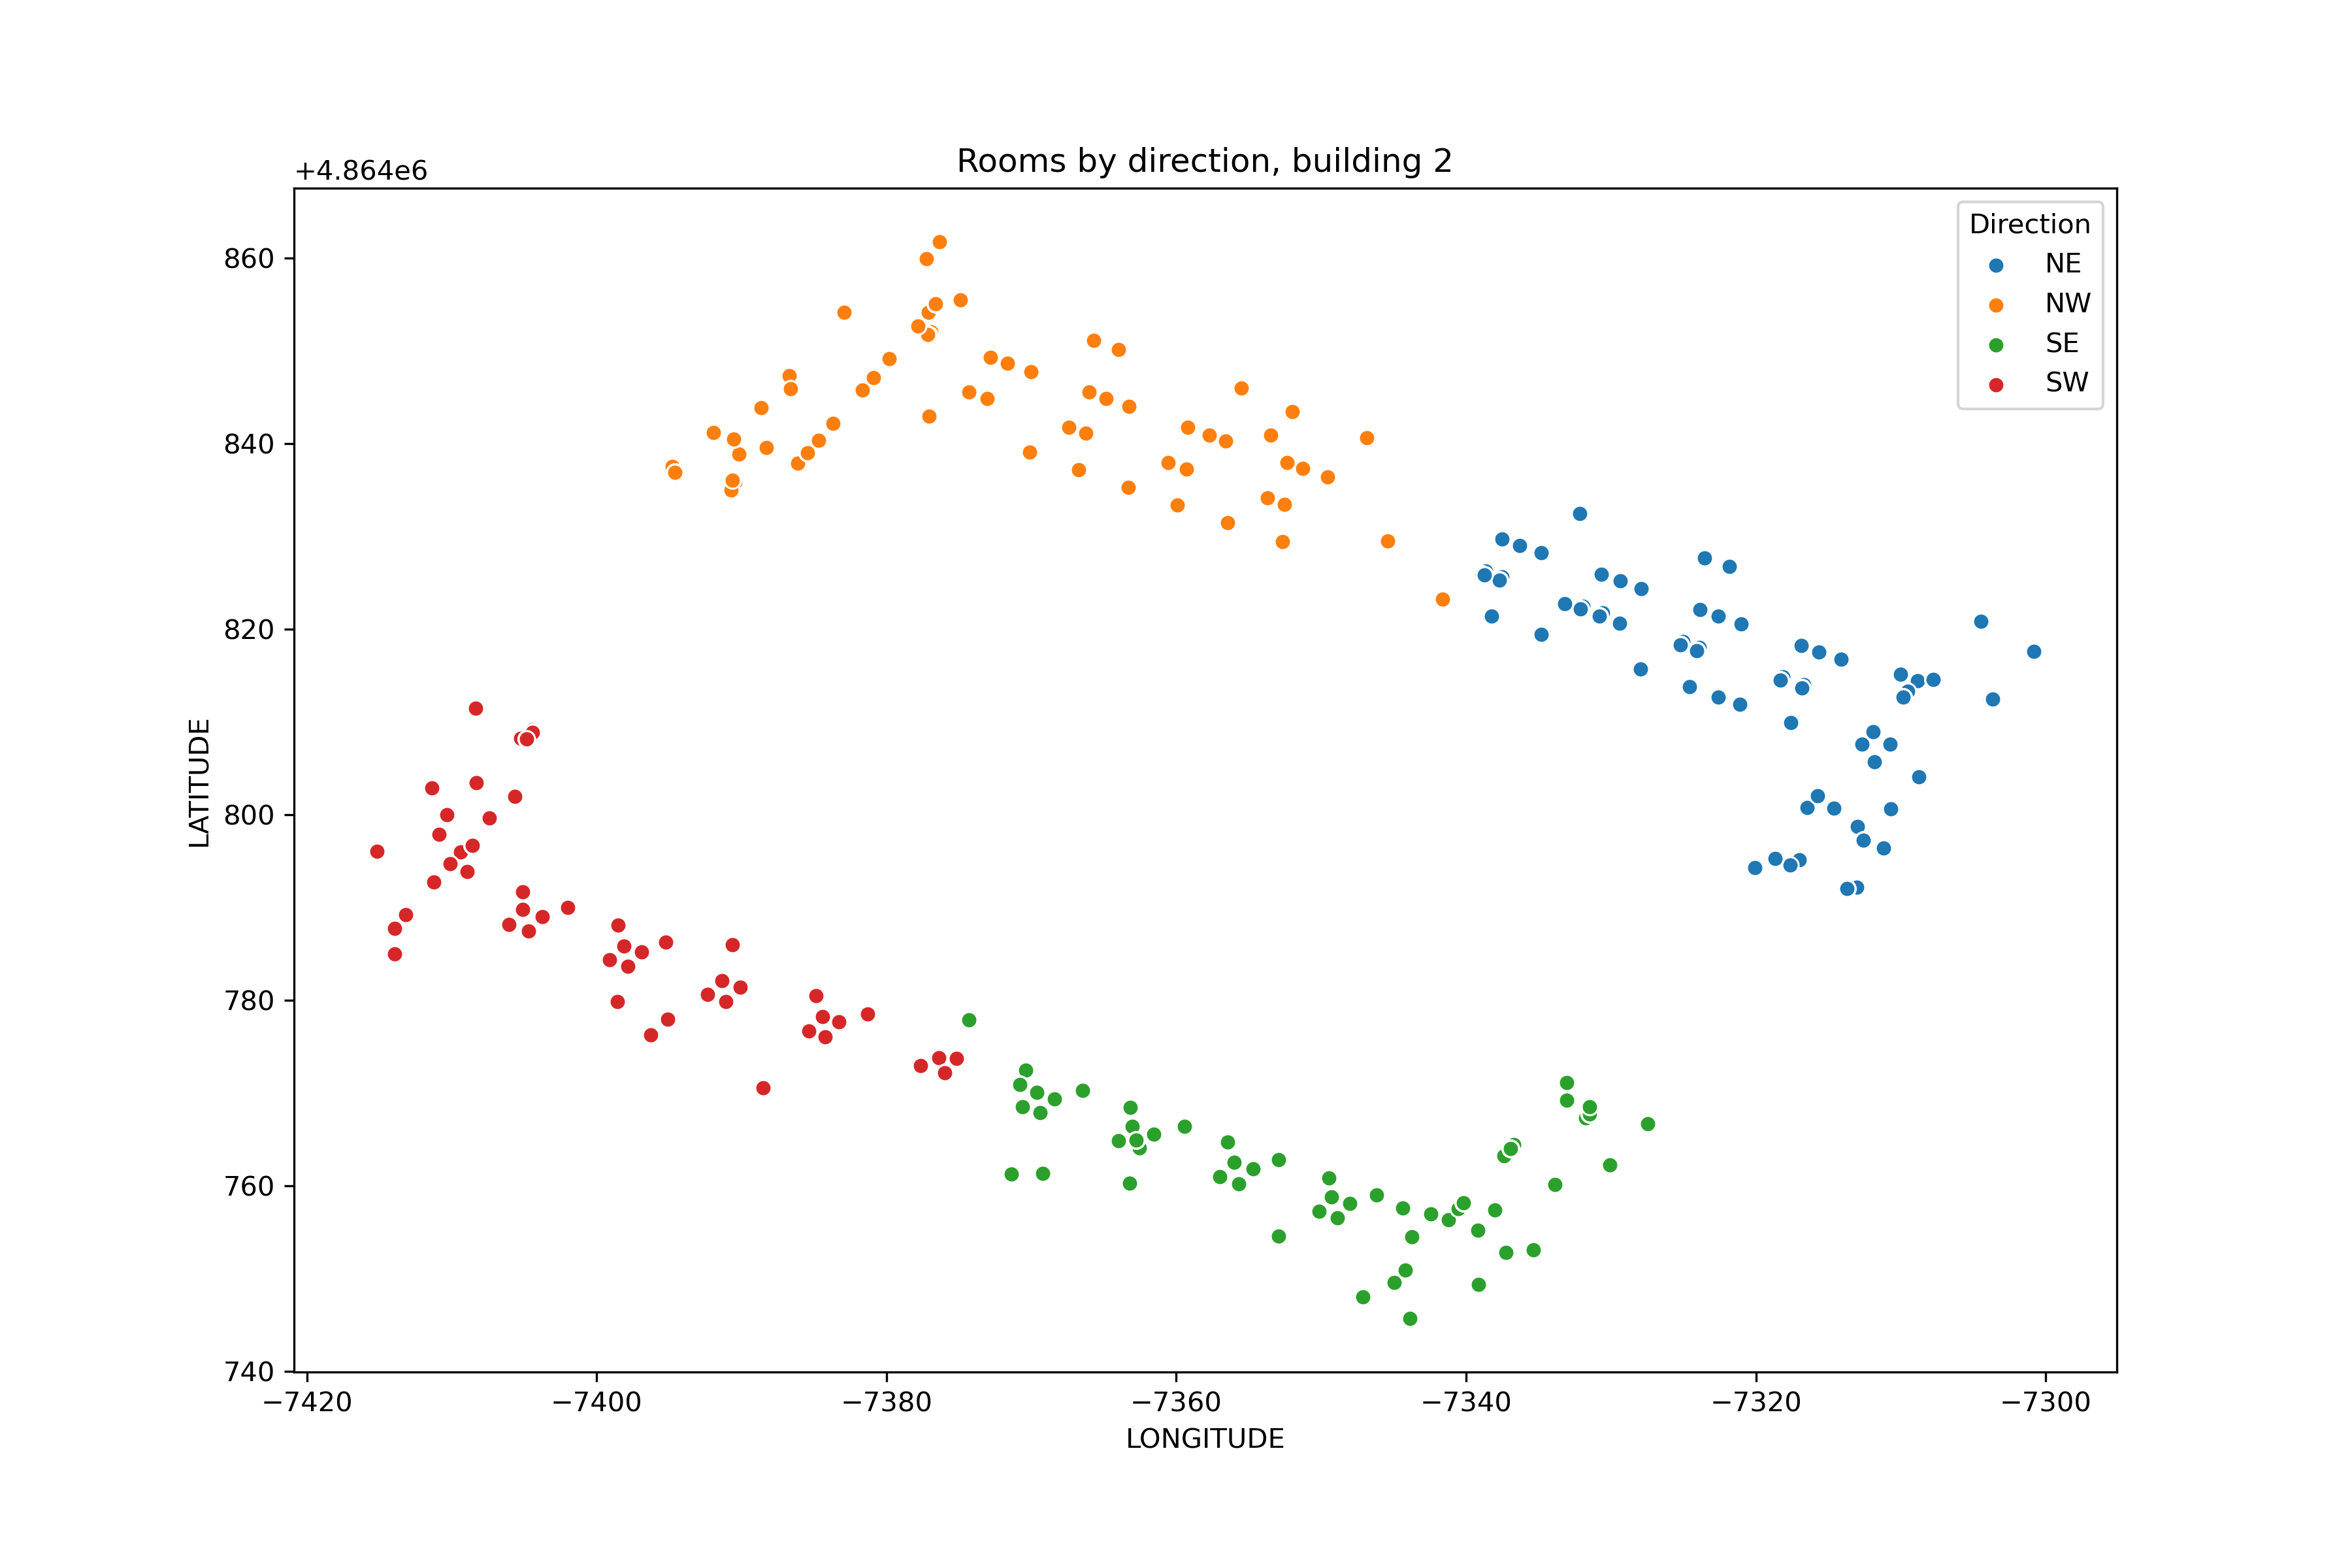 Rooms by direction, building 2
+4.864e6
Direction
NE
NW
SE
SW
860
840
820
800
780
760
740
LATITUDE
−7420
−7400
−7380
−7360
−7340
−7320
−7300
LONGITUDE